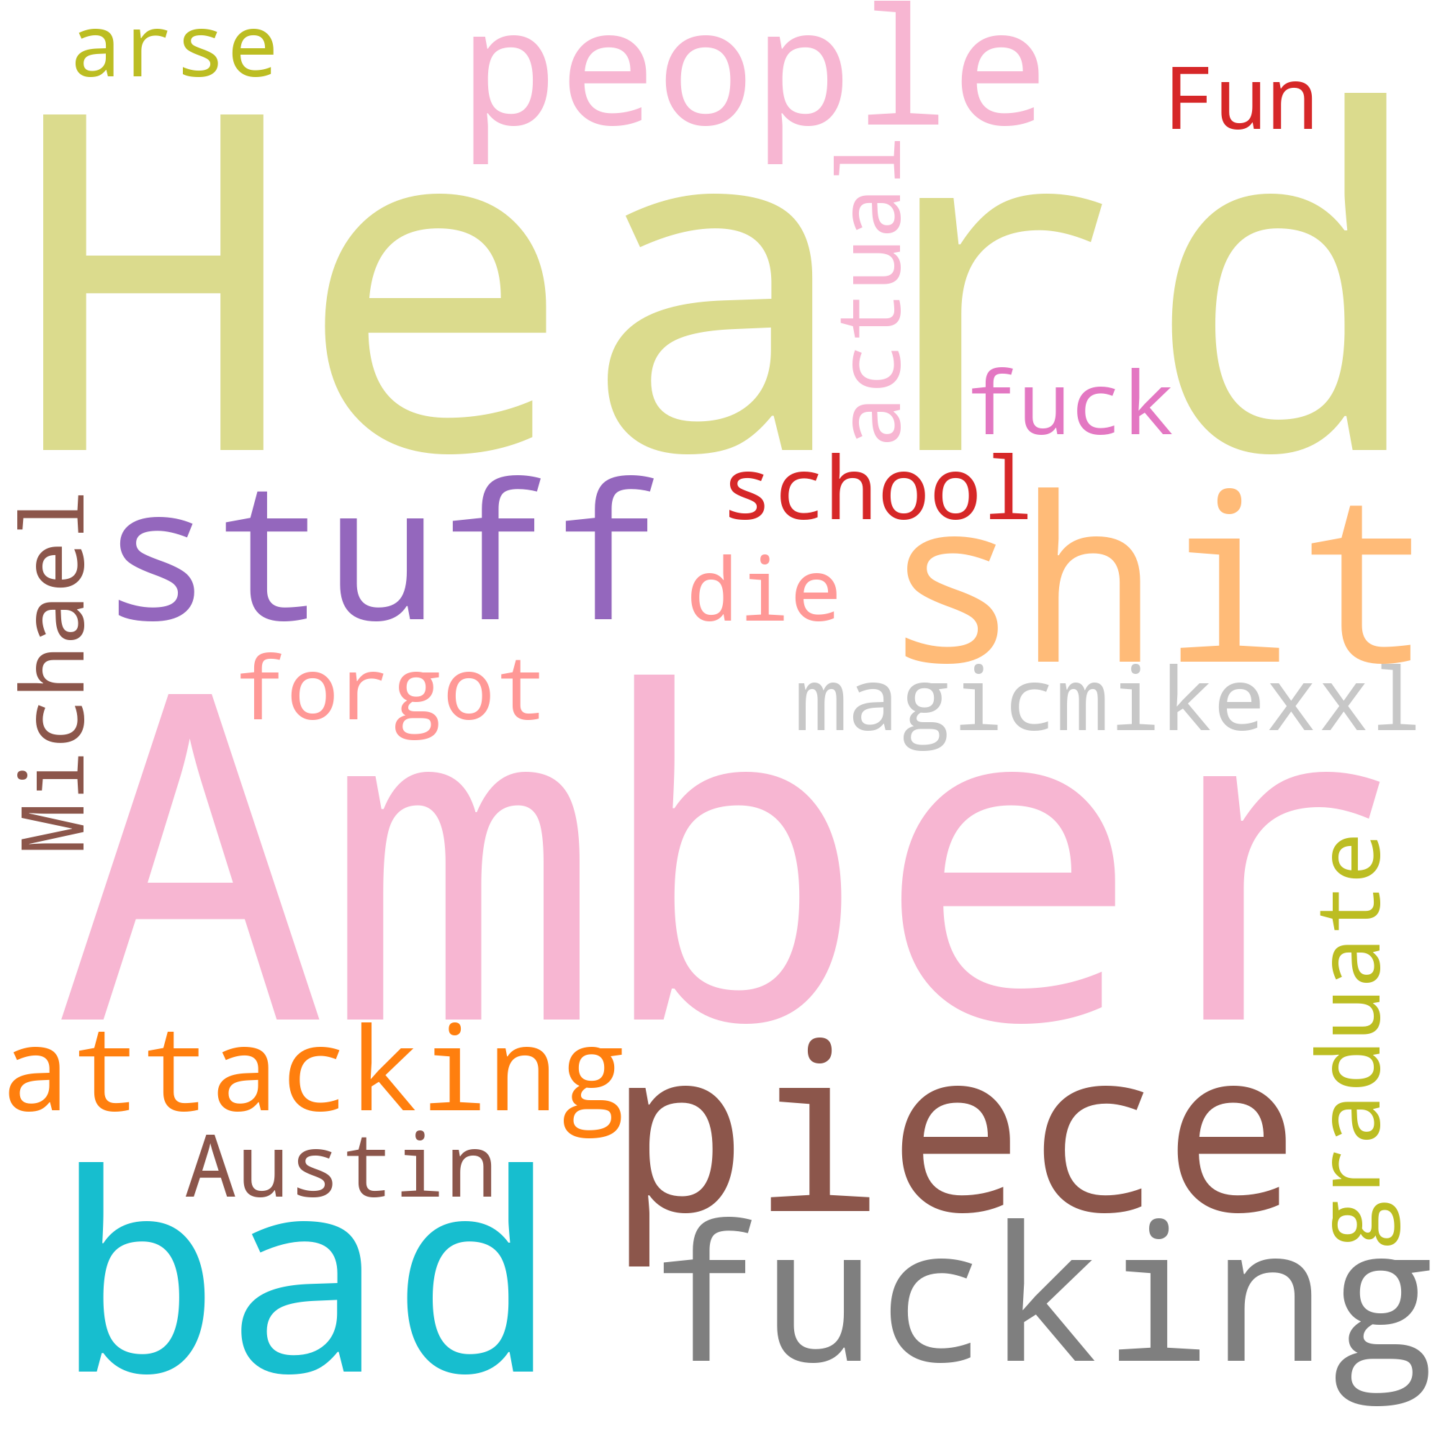 arse
people
Fun
Heard
actual
fuck
stuff
school
shit
Michael
die
forgot
magicmikexxl
Amber
graduate
attacking
piece
Austin
bad
fucking